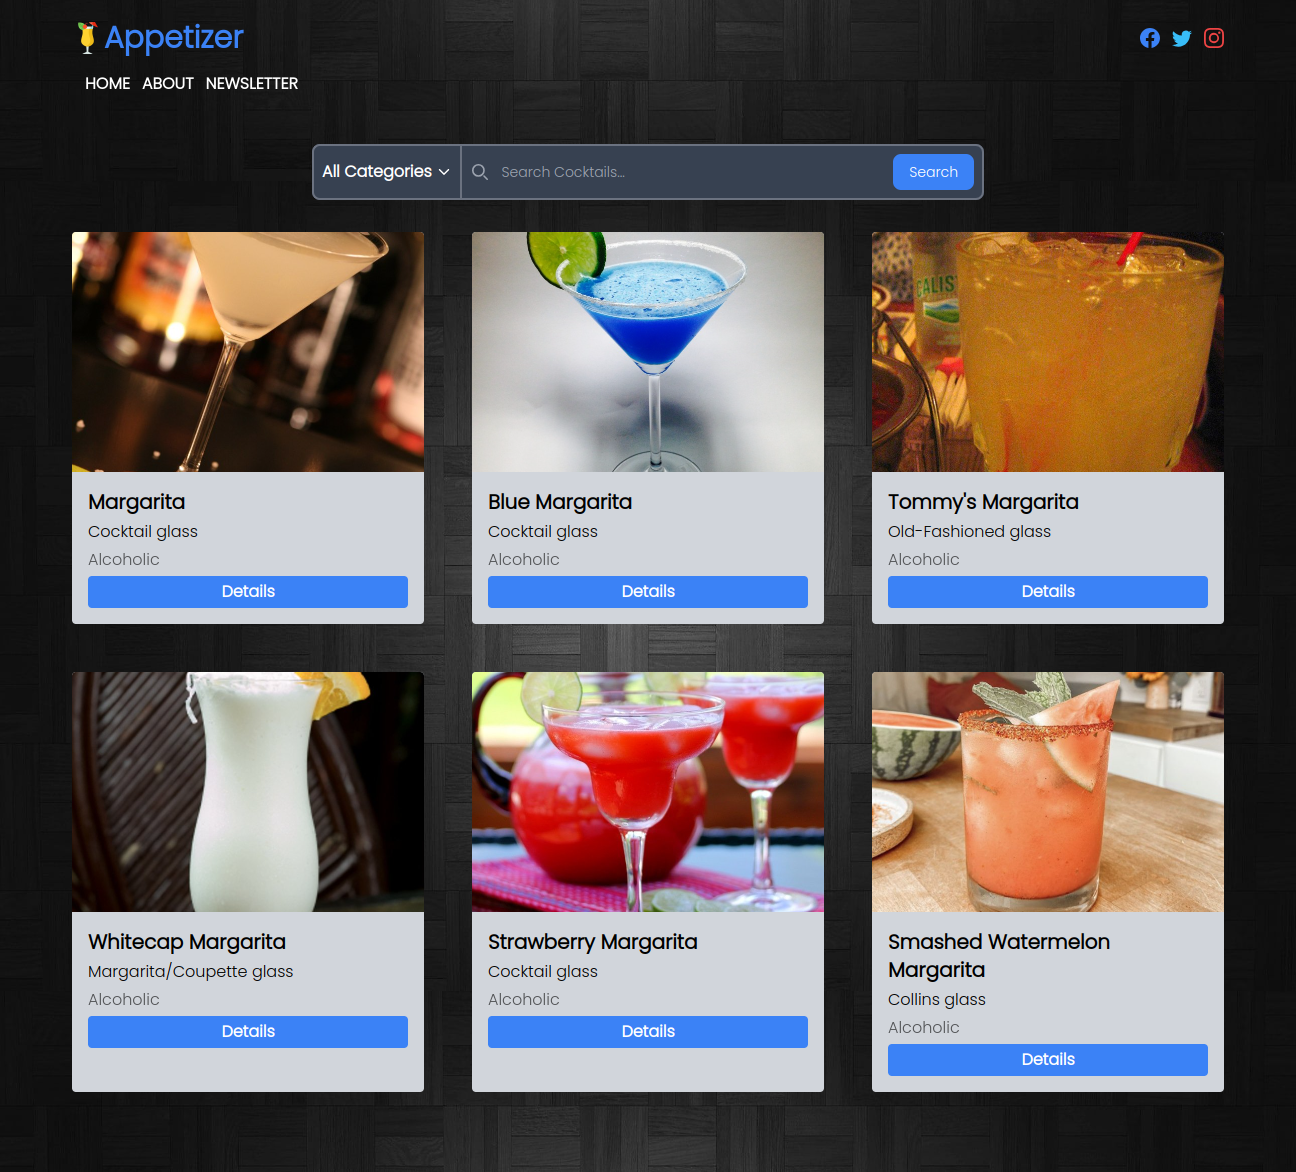 Appetizer
HOME ABOUT NEWSLETTER
All Categories
Search Cocktails...
Search
Margarita
Cocktail glass
Alcoholic
Details
Blue Margarita
Cocktail glass
Alcoholic
Details
CALIS
Tommy's Margarita
Old-Fashioned glass
Alcoholic
Details
Whitecap Margarita
Margarita/Coupette glass
Alcoholic
Details
Strawberry Margarita
Cocktail glass
Alcoholic
Details
Smashed Watermelon
Margarita
Collins glass
Alcoholic
Details